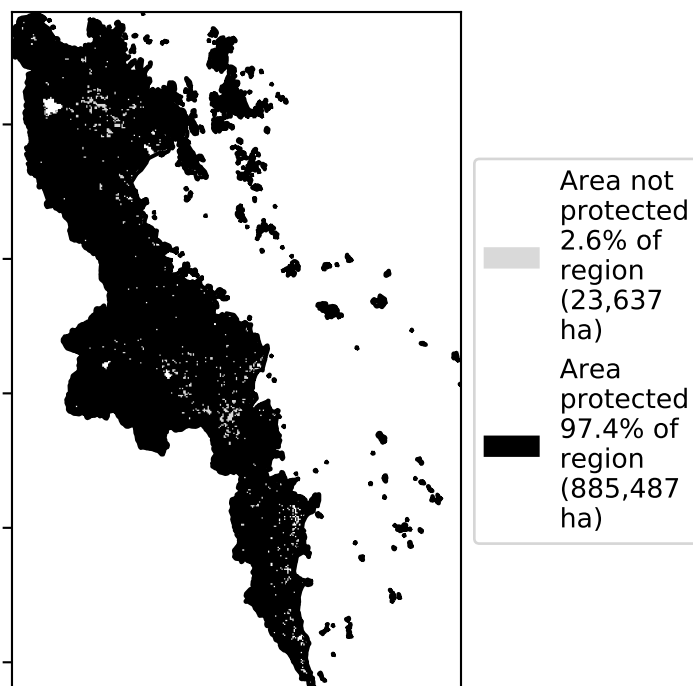 Area not
protected
2.6% of
region
(23,637
ha)
Area
protected
97.4% of
region
(885,487
ha)